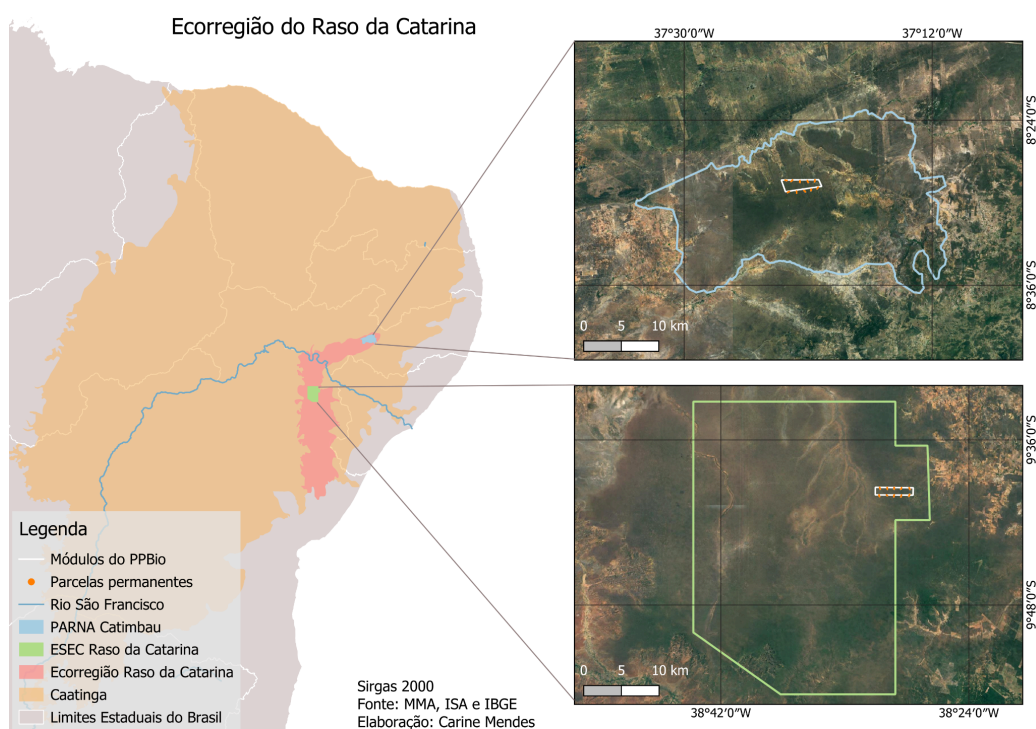 Ecorregião do Raso da Catarina
37°30′0″W
37°12′0″W
8°24′0″S
8°36′0″S
0 5 10 km
9°36′0″S
9°48′0″S
0 5 10 km
38°42′0″W
38°24′0″W
Legenda
Módulos do PPBio
Parcelas permanentes
Rio São Francisco
PARNA Catimbau
ESEC Raso da Catarina
Ecorregião Raso da Catarina
Caatinga
Limites Estaduais do Brasil
Sirgas 2000
Fonte: MMA, ISA e IBGE
Elaboração: Carine Mendes